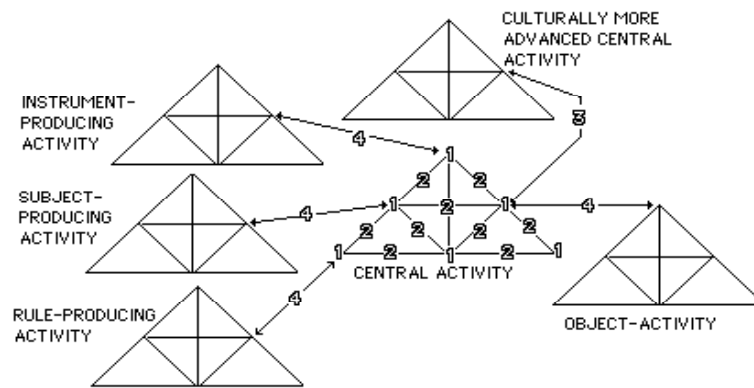 CULTURALLY MORE
ADVANCED CENTRAL
ACTIVITY
INSTRUMENT-
PRODUCING
ACTIVITY
3
4
1
2 2
SUBJECT-
PRODUCING
ACTIVITY
4
1 2 1
4
2 2 2 2
1 2 1 2 1
CENTRAL ACTIVITY
4
RULE-PRODUCING
ACTIVITY
OBJECT-ACTIVITY